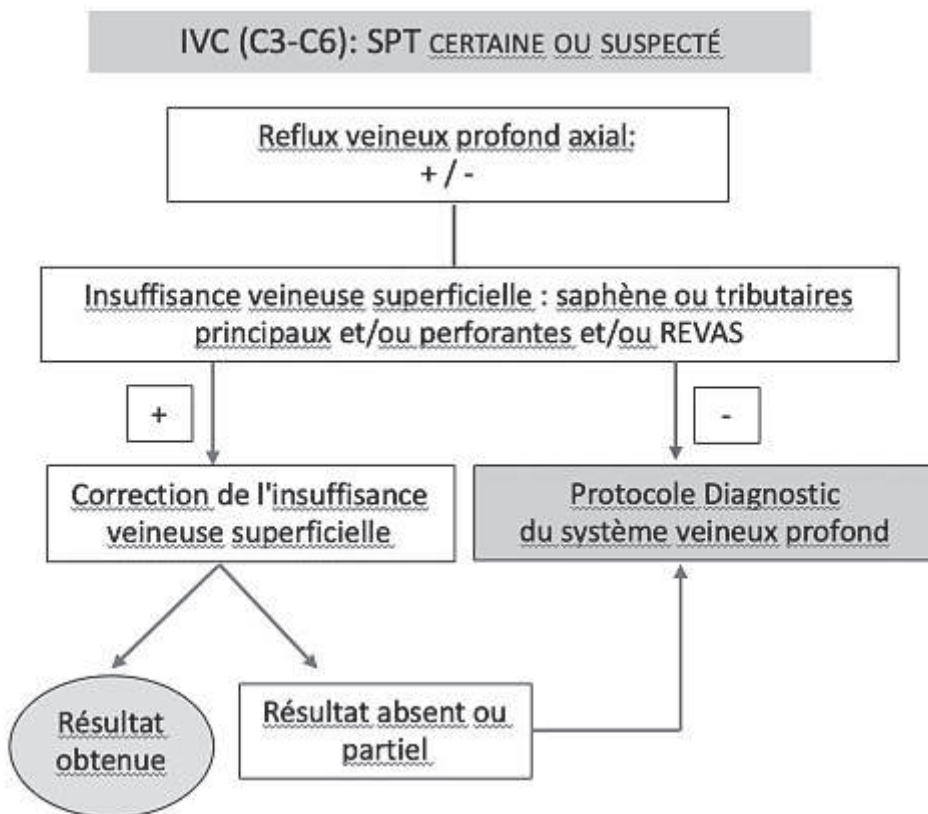 IVC (C3-C6): SPT CERTAINE OU SUSPECTÉ
Reflux veineux profond axial:
+ / -
Insuffisance veineuse superficielle : saphène ou tributaires
principaux et/ou perforantes et/ou REVAS
+
-
Correction de l'insuffisance
veineuse superficielle
Protocole Diagnostic
du système veineux profond
Résultat
obtenue
Résultat absent ou
partiel